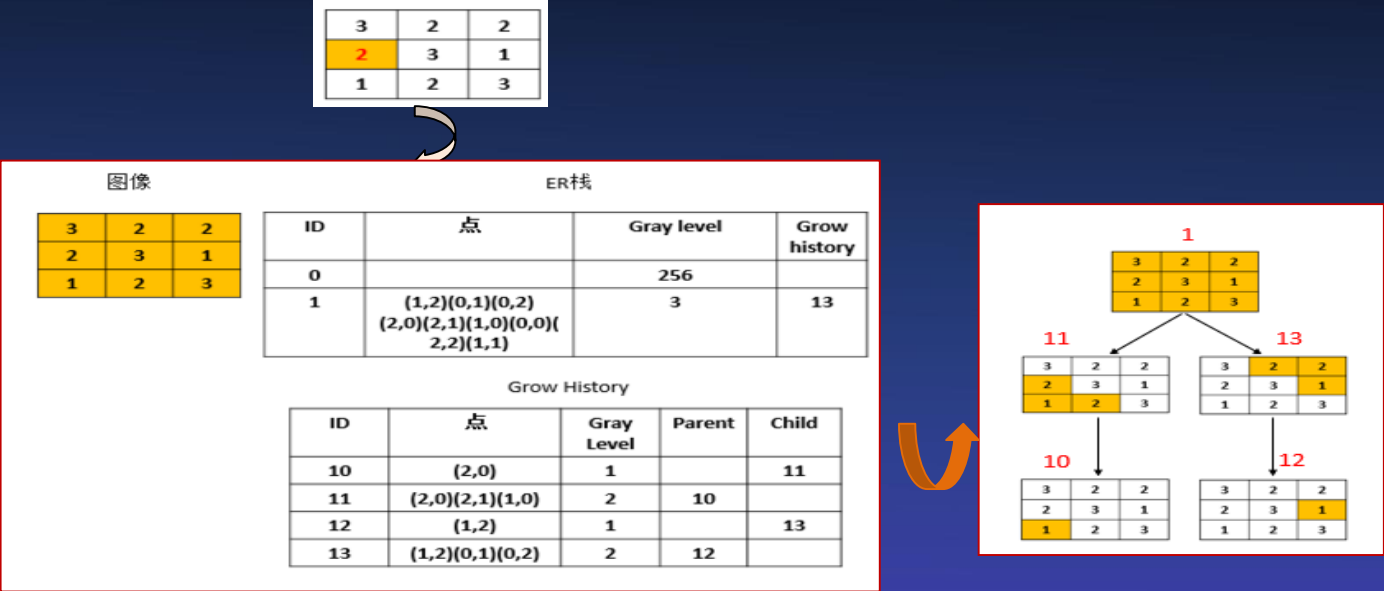 3 2 2
2 3 1
1 2 3
图像
3 2 2
2 3 1
1 2 3
ER栈
ID 点 Gray level Grow
history
0 256
1 (1,2)(0,1)(0,2) 3 13
(2,0)(2,1)(1,0)(0,0)(
2,2)(1,1)
Grow History
ID 点 Gray Parent Child
Level
10 (2,0) 1 11
11 (2,0)(2,1)(1,0) 2 10
12 (1,2) 1 13
13 (1,2)(0,1)(0,2) 2 12
1
3 2 2
2 3 1
1 2 3
11
3 2 2
2 3 1
1 2 3
13
3 2 2
2 3 1
1 2 3
10
3 2 2
2 3 1
1 2 3
12
3 2 2
2 3 1
1 2 3